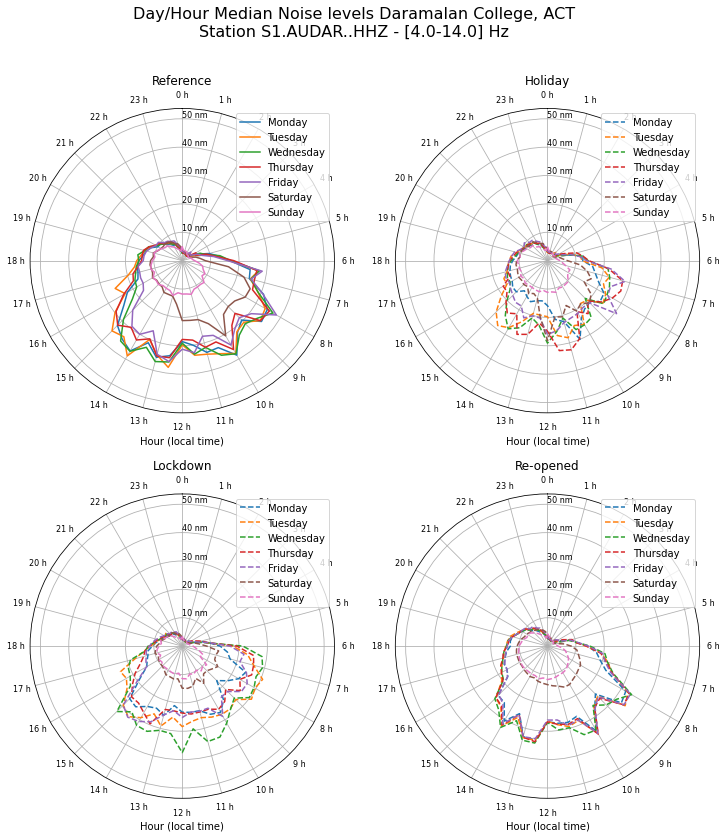 Day/Hour Median Noise levels Daramalan College, ACT
Station S1.AUDAR..HHZ - [4.0-14.0] Hz
Reference
0 h
1 h
5 h
6 h
7 h
8 h
9 h
10 h
11 h
12 h
13 h
14 h
15 h
16 h
17 h
18 h
19 h
20 h
21 h
22 h
23 h
50 nm
40 nm
30 nm
20 nm
10 nm
Monday
Tuesday
Wednesday
Thursday
Friday
Saturday
Sunday
Hour (local time)
Holiday
0 h
1 h
4 h
5 h
6 h
7 h
8 h
9 h
10 h
11 h
12 h
13 h
14 h
15 h
16 h
17 h
18 h
19 h
20 h
21 h
22 h
23 h
50 nm
40 nm
30 nm
20 nm
10 nm
Monday
Tuesday
Wednesday
Thursday
Friday
Saturday
Sunday
Hour (local time)
Lockdown
0 h
1 h
5 h
6 h
7 h
8 h
9 h
10 h
11 h
12 h
13 h
14 h
15 h
16 h
17 h
18 h
19 h
20 h
21 h
22 h
23 h
50 nm
40 nm
30 nm
20 nm
10 nm
Monday
Tuesday
Wednesday
Thursday
Friday
Saturday
Sunday
Hour (local time)
Re-opened
0 h
1 h
4 h
5 h
6 h
7 h
8 h
9 h
10 h
11 h
12 h
13 h
14 h
15 h
16 h
17 h
18 h
19 h
20 h
21 h
22 h
23 h
50 nm
40 nm
30 nm
20 nm
10 nm
Monday
Tuesday
Wednesday
Thursday
Friday
Saturday
Sunday
Hour (local time)